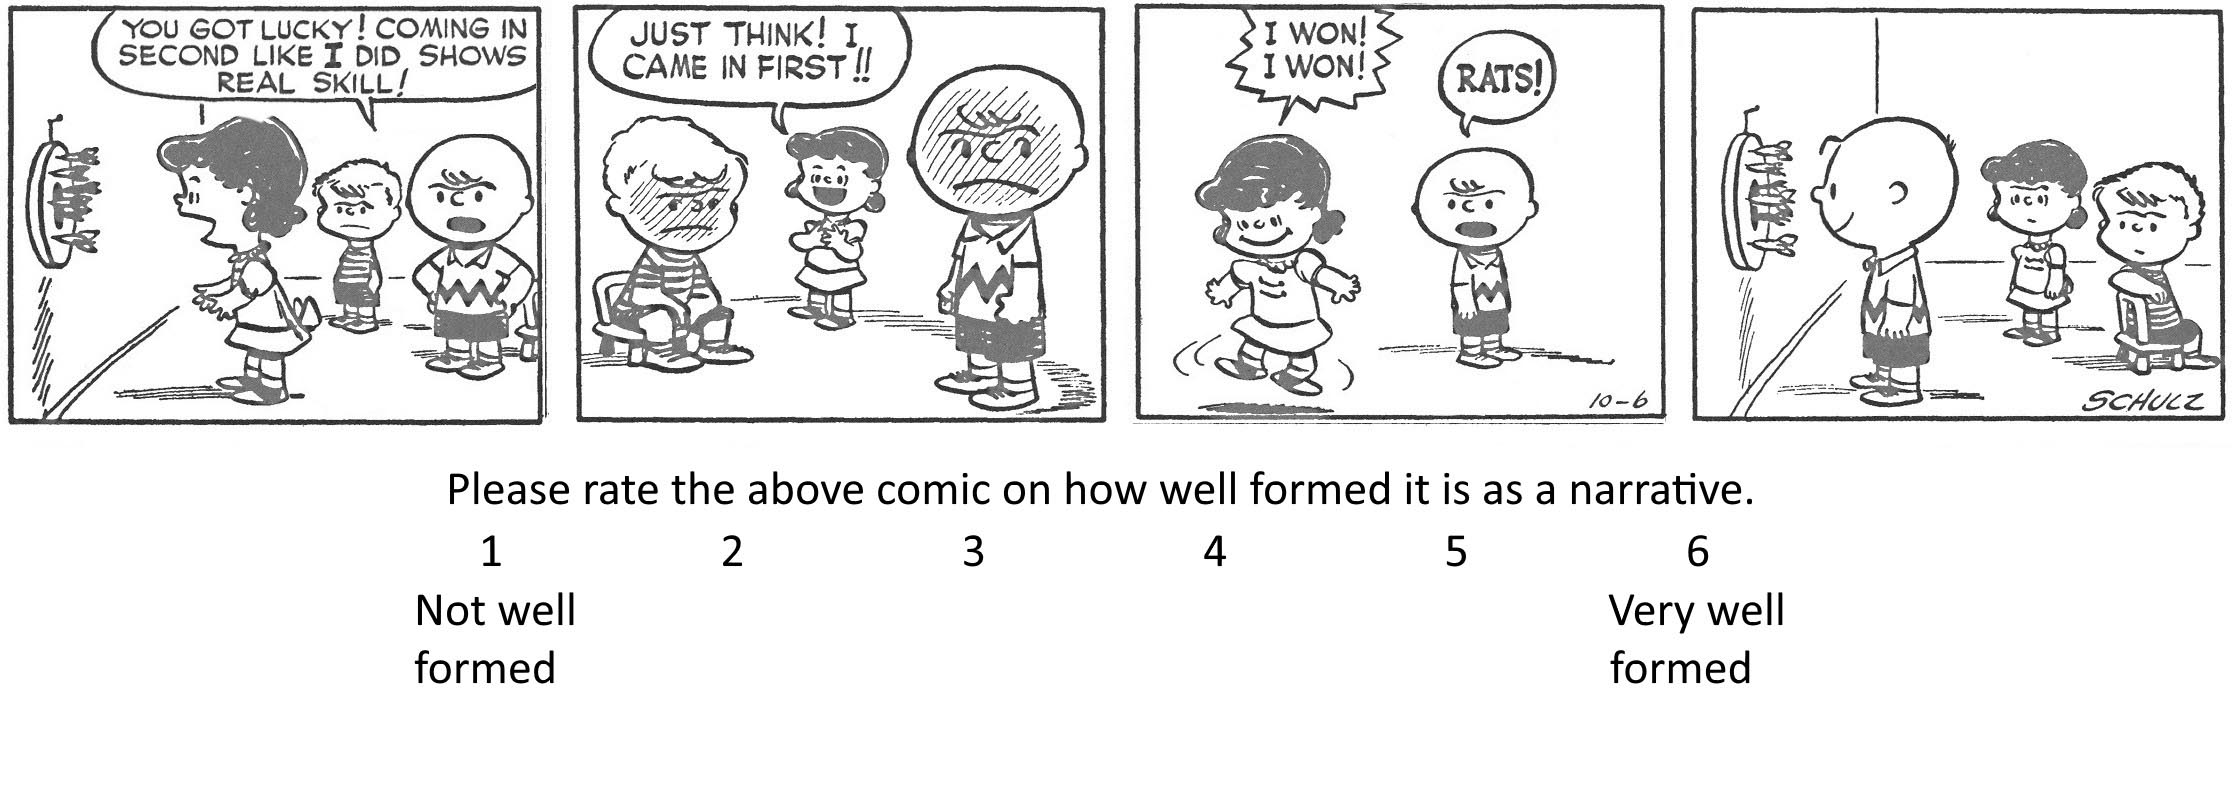 YOU GOT LUCKY! COMING IN
SECOND LIKE I DID SHOWS
REAL SKILL!
JUST THINK! I
CAME IN FIRST!!
I WON!
I WON!
RATS!
10-6
SCHULZ
Please rate the above comic on how well formed it is as a narrative.
1 2 3 4 5 6
Not well
formed
Very well
formed